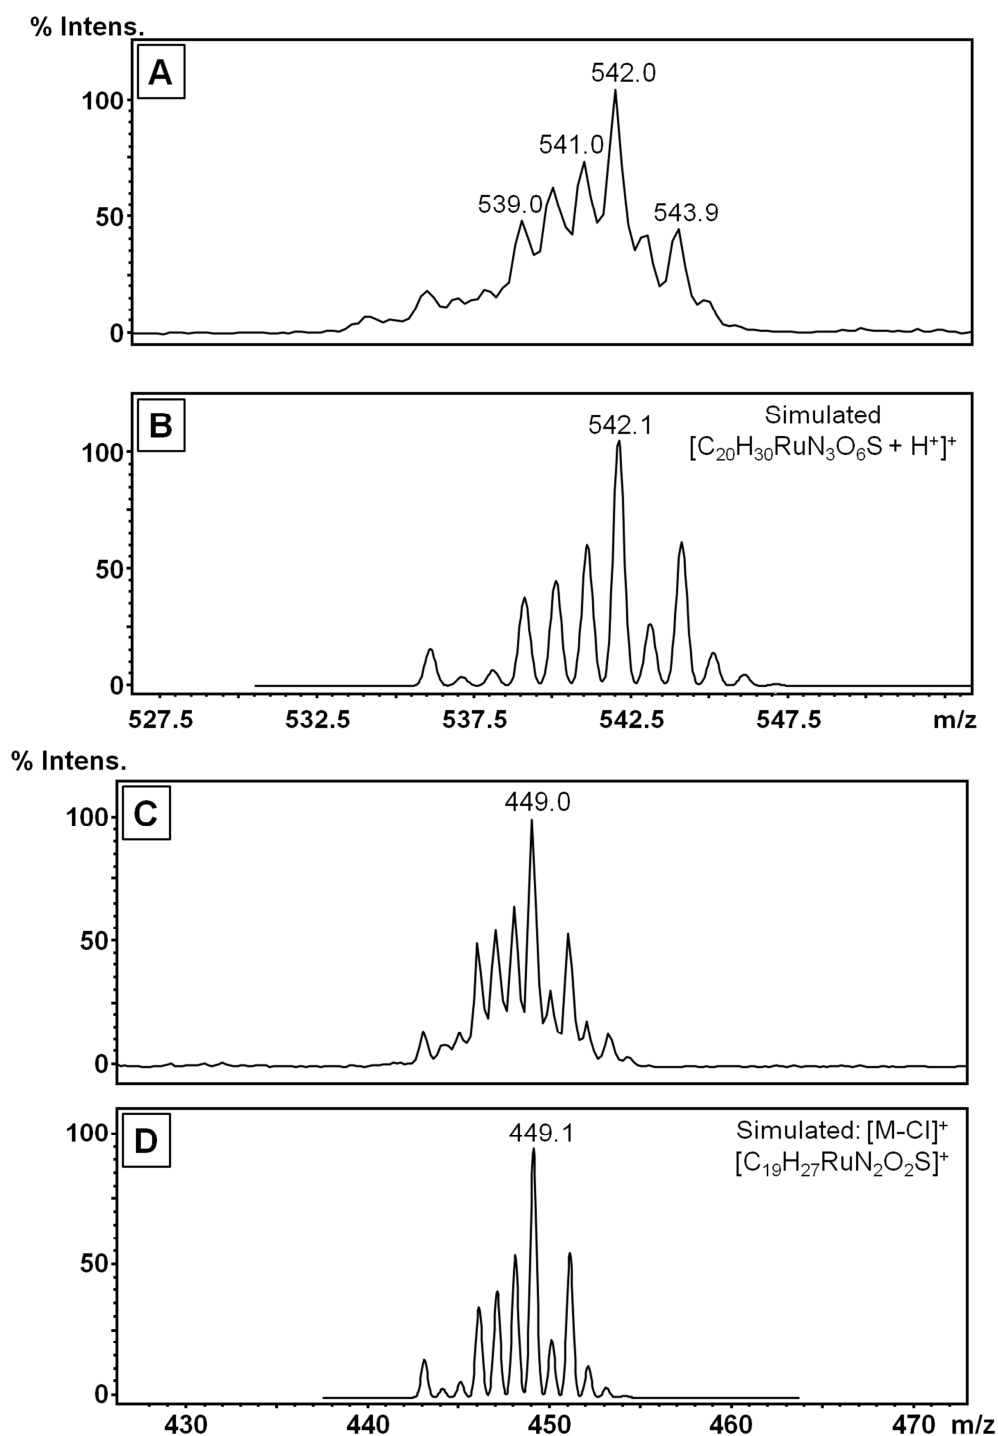 % Intens.
A
542.0
100
541.0
539.0
543.9
50
0
B
Simulated
542.1
[C₂₀H₃₀RuN₃O₆S + H⁺]⁺
100
50
0
527.5 532.5 537.5 542.5 547.5 m/z
% Intens.
C
449.0
100
50
0
D
Simulated: [M-Cl]⁺
449.1
100
[C₁₉H₂₇RuN₂O₂S]⁺
50
0
430 440 450 460 470 m/z